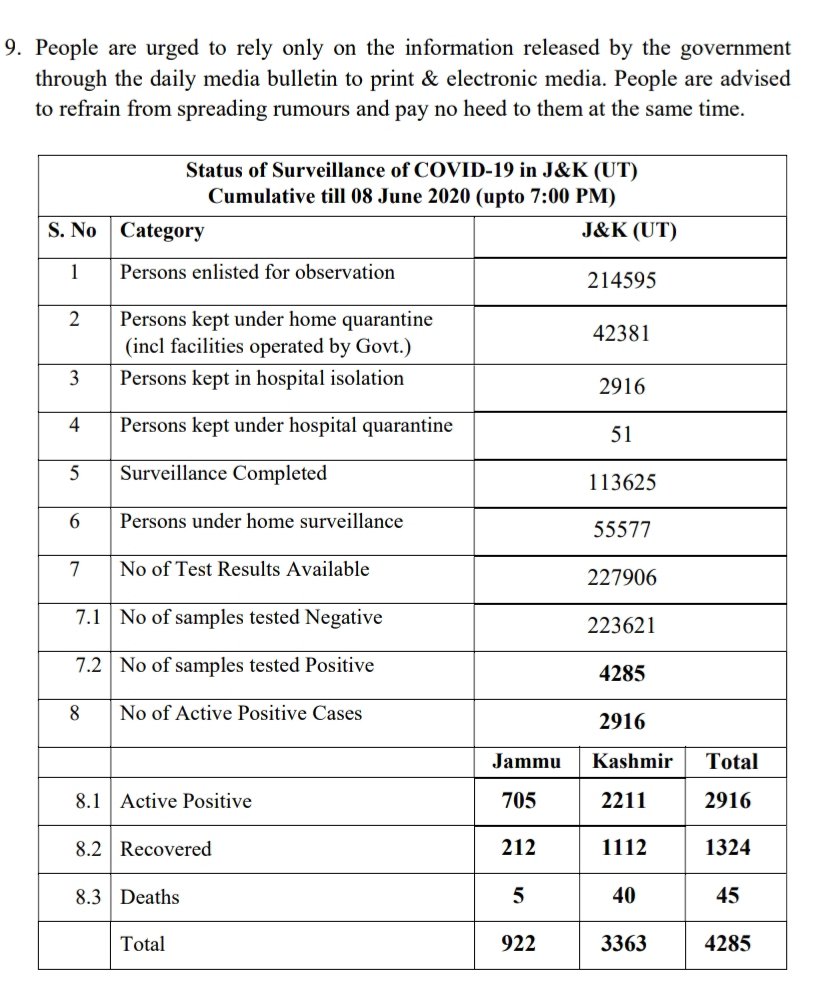 9. People are urged to rely only on the information released by the government
through the daily media bulletin to print & electronic media. People are advised
to refrain from spreading rumours and pay no heed to them at the same time.
Status of Surveillance of COVID-19 in J&K (UT)
Cumulative till 08 June 2020 (upto 7:00 PM)
S. No Category J&K (UT)
1 Persons enlisted for observation 214595
2 Persons kept under home quarantine
(incl facilities operated by Govt.) 42381
3 Persons kept in hospital isolation 2916
4 Persons kept under hospital quarantine 51
5 Surveillance Completed 113625
6 Persons under home surveillance 55577
7 No of Test Results Available 227906
7.1 No of samples tested Negative 223621
7.2 No of samples tested Positive 4285
8 No of Active Positive Cases 2916
Jammu Kashmir Total
8.1 Active Positive 705 2211 2916
8.2 Recovered 212 1112 1324
8.3 Deaths 5 40 45
Total 922 3363 4285